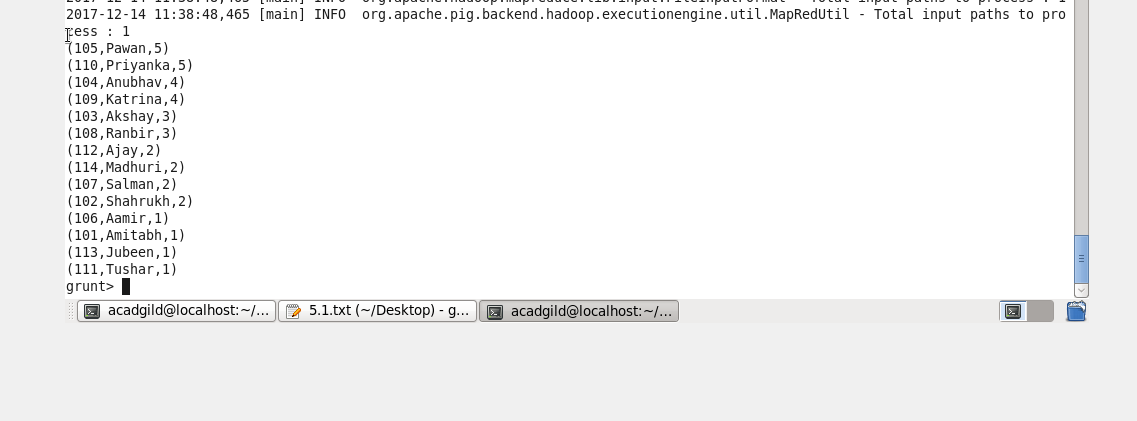 2017-12-14 11:38:48,465 [main] INFO  org.apache.pig.backend.hadoop.executionengine.util.MapRedUtil - Total input paths to pro
cess : 1
(105,Pawan,5)
(110,Priyanka,5)
(104,Anubhav,4)
(109,Katrina,4)
(103,Akshay,3)
(108,Ranbir,3)
(112,Ajay,2)
(114,Madhuri,2)
(107,Salman,2)
(102,Shahrukh,2)
(106,Aamir,1)
(101,Amitabh,1)
(113,Jubeen,1)
(111,Tushar,1)
grunt>
acadgild@localhost:~/... 5.1.txt (~/Desktop) - g... acadgild@localhost:~/...